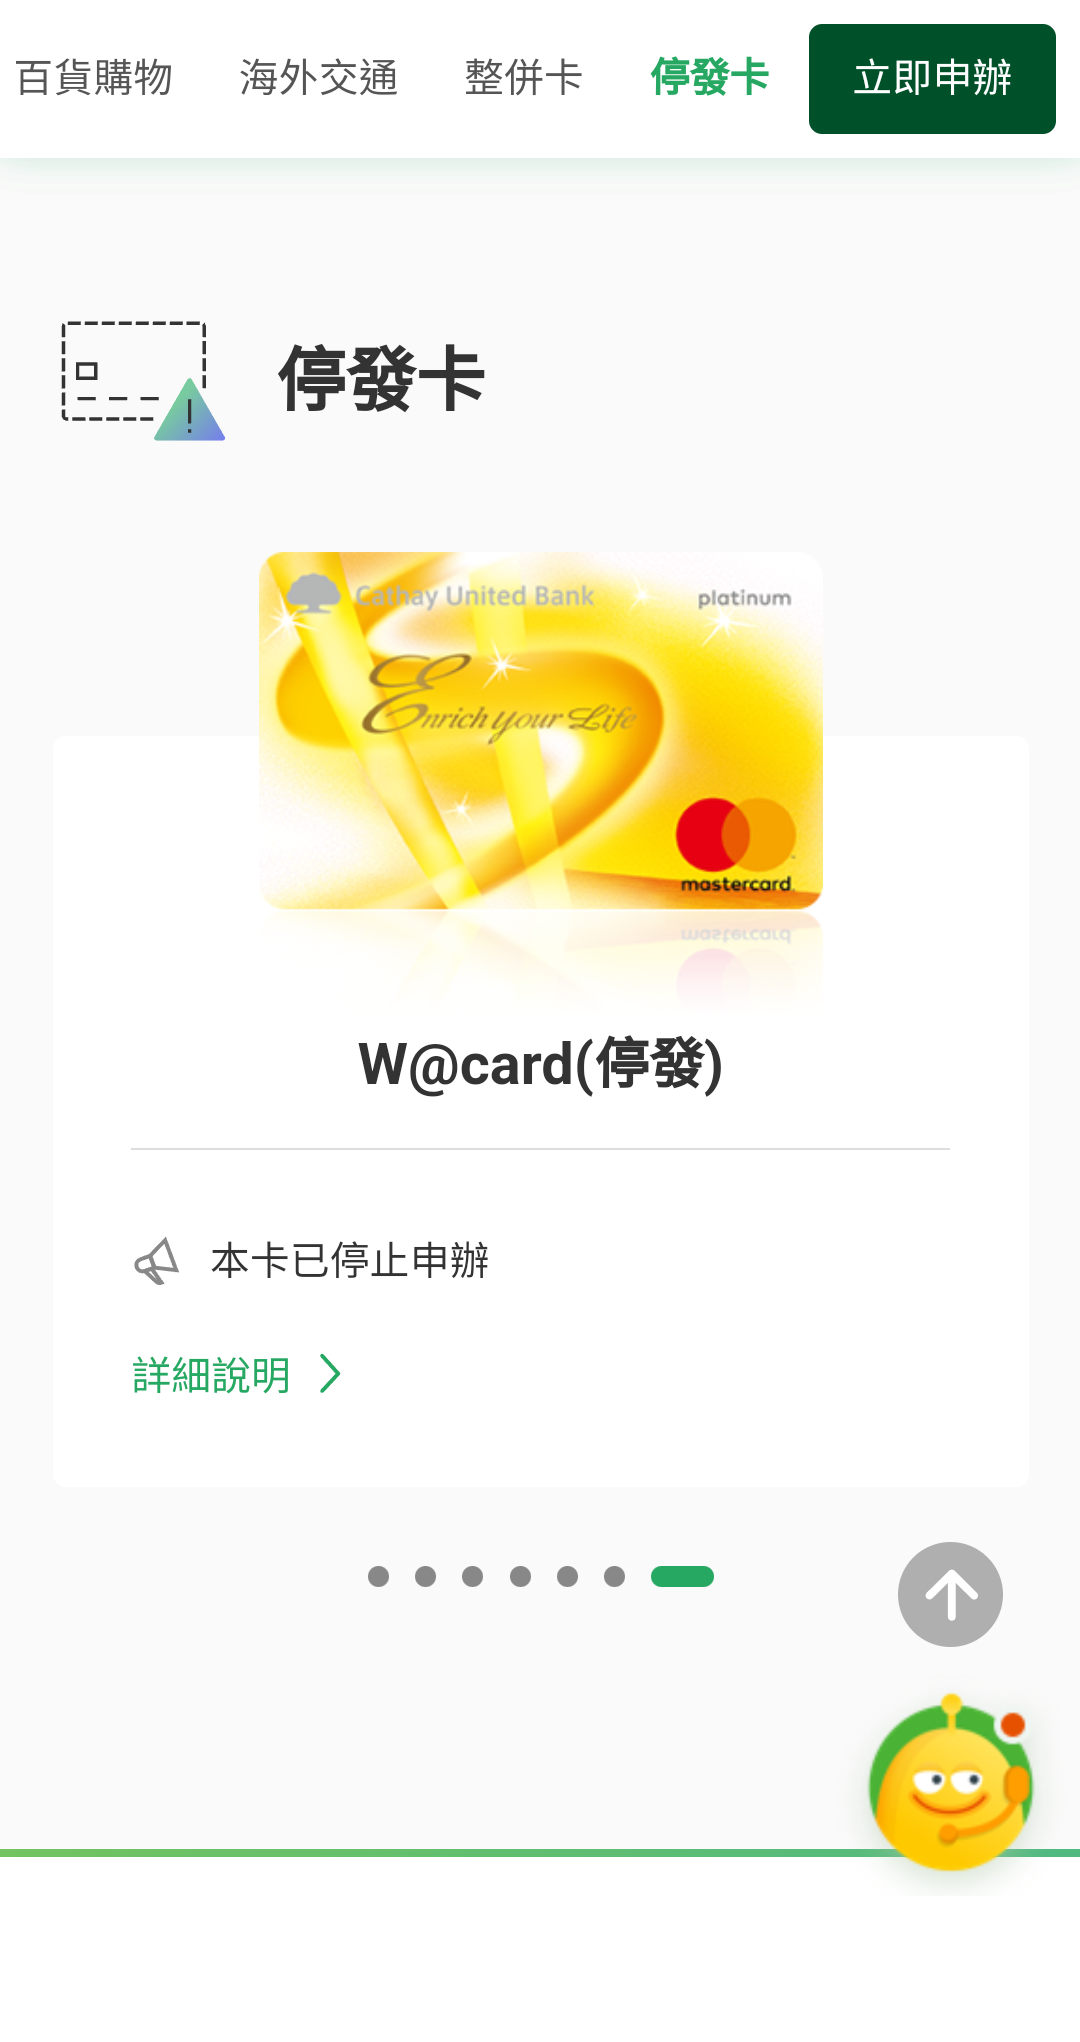 百貨購物 海外交通 整併卡 停發卡 立即申辦
停發卡
Cathay United Bank platinum
Enrich your Life
mastercard.
W@card(停發)
本卡已停止申辦
詳細說明